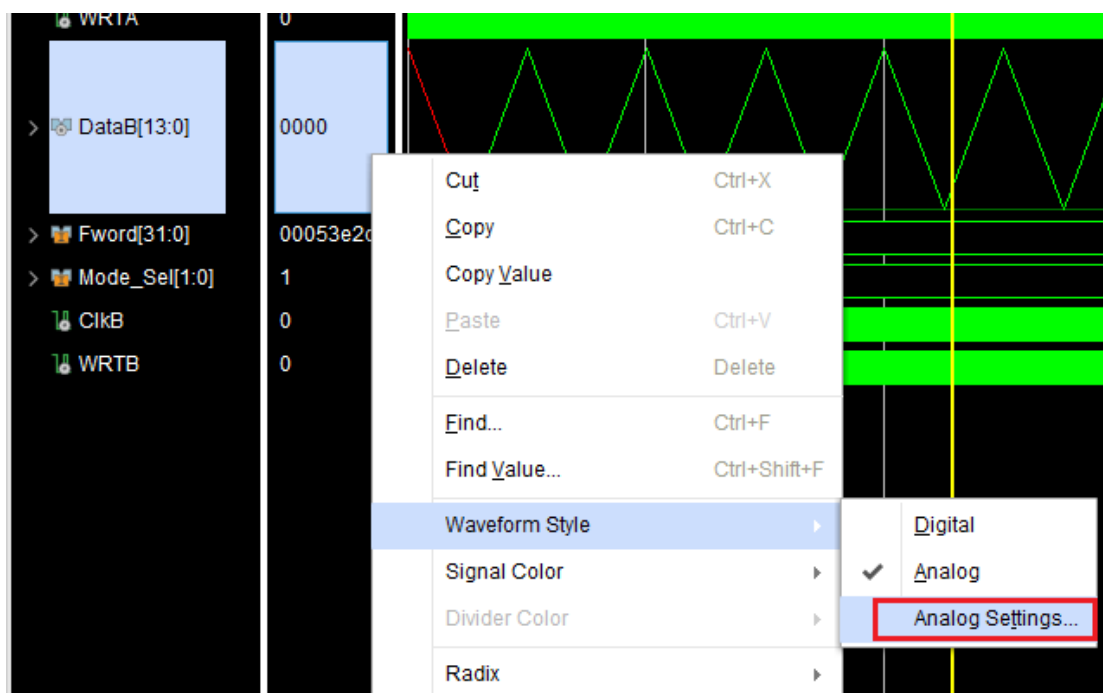 WRTA 0
DataB[13:0] 0000
Cut Ctrl+X
Fword[31:0] 00053e2c
Copy Ctrl+C
Mode_Sel[1:0] 1
Copy Value
ClkB 0
Paste Ctrl+V
WRTB 0
Delete Delete
Find... Ctrl+F
Find Value... Ctrl+Shift+F
Waveform Style
Digital
Signal Color
Analog
Divider Color
Analog Settings...
Radix